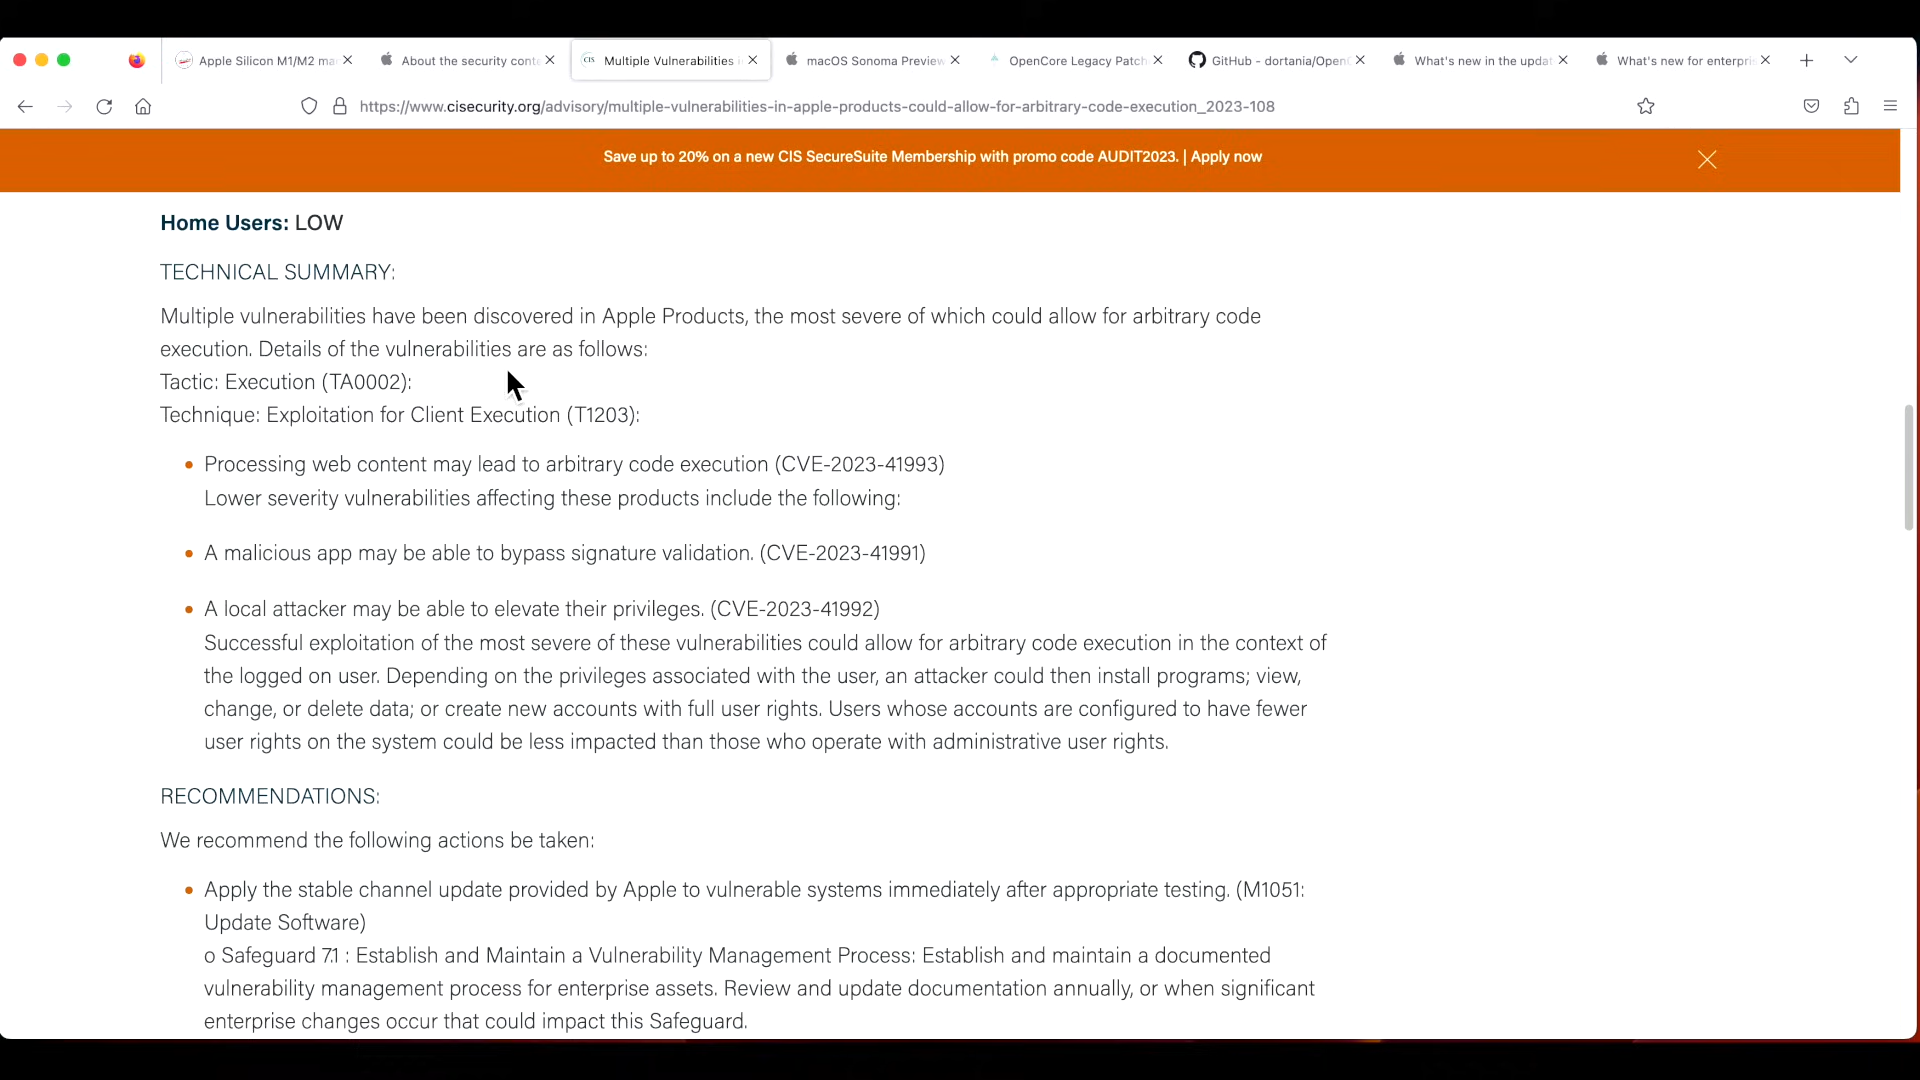 Apple Silicon M1/M2 ma
About the security conte
CIS Multiple Vulnerabilities i
macOS Sonoma Preview
OpenCore Legacy Patch
GitHub - dortania/OpenC
What's new in the updat
What's new for enterpris
https://www.cisecurity.org/advisory/multiple-vulnerabilities-in-apple-products-could-allow-for-arbitrary-code-execution_2023-108
Save up to 20% on a new CIS SecureSuite Membership with promo code AUDIT2023. | Apply now
Home Users: LOW
TECHNICAL SUMMARY:
Multiple vulnerabilities have been discovered in Apple Products, the most severe of which could allow for arbitrary code
execution. Details of the vulnerabilities are as follows:
Tactic: Execution (TA0002):
Technique: Exploitation for Client Execution (T1203):
Processing web content may lead to arbitrary code execution (CVE-2023-41993)
Lower severity vulnerabilities affecting these products include the following:
A malicious app may be able to bypass signature validation. (CVE-2023-41991)
A local attacker may be able to elevate their privileges. (CVE-2023-41992)
Successful exploitation of the most severe of these vulnerabilities could allow for arbitrary code execution in the context of
the logged on user. Depending on the privileges associated with the user, an attacker could then install programs; view,
change, or delete data; or create new accounts with full user rights. Users whose accounts are configured to have fewer
user rights on the system could be less impacted than those who operate with administrative user rights.
RECOMMENDATIONS:
We recommend the following actions be taken:
Apply the stable channel update provided by Apple to vulnerable systems immediately after appropriate testing. (M1051:
Update Software)
o Safeguard 7.1 : Establish and Maintain a Vulnerability Management Process: Establish and maintain a documented
vulnerability management process for enterprise assets. Review and update documentation annually, or when significant
enterprise changes occur that could impact this Safeguard.